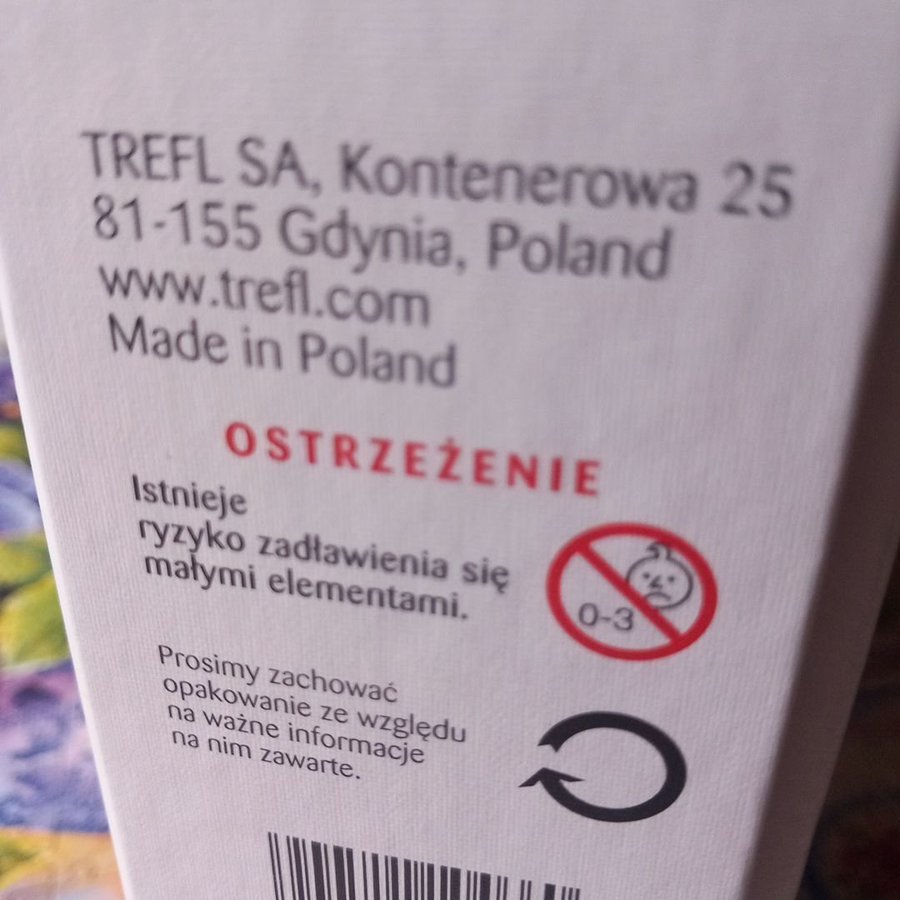 TREFL SA, Kontenerowa 25
81-155 Gdynia, Poland
www.trefl.com
Made in Poland
OSTRZEŻENIE
Istnieje
ryzyko zadławienia się
małymi elementami.
0-3
Prosimy zachować
opakowanie ze względu
na ważne informacje
na nim zawarte.